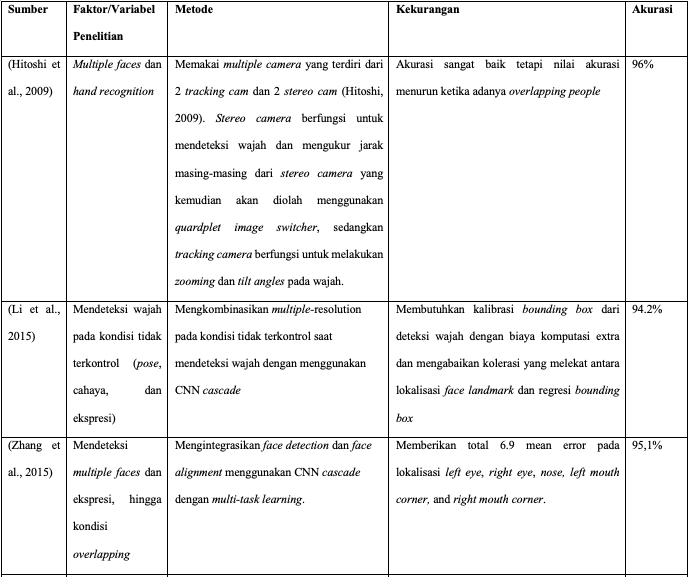 Sumber Faktor/Variabel Penelitian Metode Kekurangan Akurasi
(Hitoshi et al., 2009)
Multiple faces dan
hand recognition
Memakai multiple camera yang terdiri dari
2 tracking cam dan 2 stereo cam (Hitoshi,
2009). Stereo camera berfungsi untuk
mendeteksi wajah dan mengukur jarak
masing-masing dari stereo camera yang
kemudian akan diolah menggunakan
quardplet image switcher, sedangkan
tracking camera berfungsi untuk melakukan
zooming dan tilt angles pada wajah.
Akurasi sangat baik tetapi nilai akurasi
menurun ketika adanya overlapping people
96%
(Li et al.,
2015)
Mendeteksi wajah
pada kondisi tidak
terkontrol (pose,
cahaya, dan
ekspresi)
Mengkombinasikan multiple-resolution
pada kondisi tidak terkontrol saat
mendeteksi wajah dengan menggunakan
CNN cascade
Membutuhkan kalibrasi bounding box dari
deteksi wajah dengan biaya komputasi extra
dan mengabaikan kolerasi yang melekat antara
lokalisasi face landmark dan regresi bounding
box
94.2%
(Zhang et
al., 2015)
Mendeteksi
multiple faces dan
ekspresi, hingga
kondisi
overlapping
Mengintegrasikan face detection dan face
alignment menggunakan CNN cascade
dengan multi-task learning.
Memberikan total 6.9 mean error pada
lokalisasi left eye, right eye, nose, left mouth
corner, and right mouth corner.
95,1%